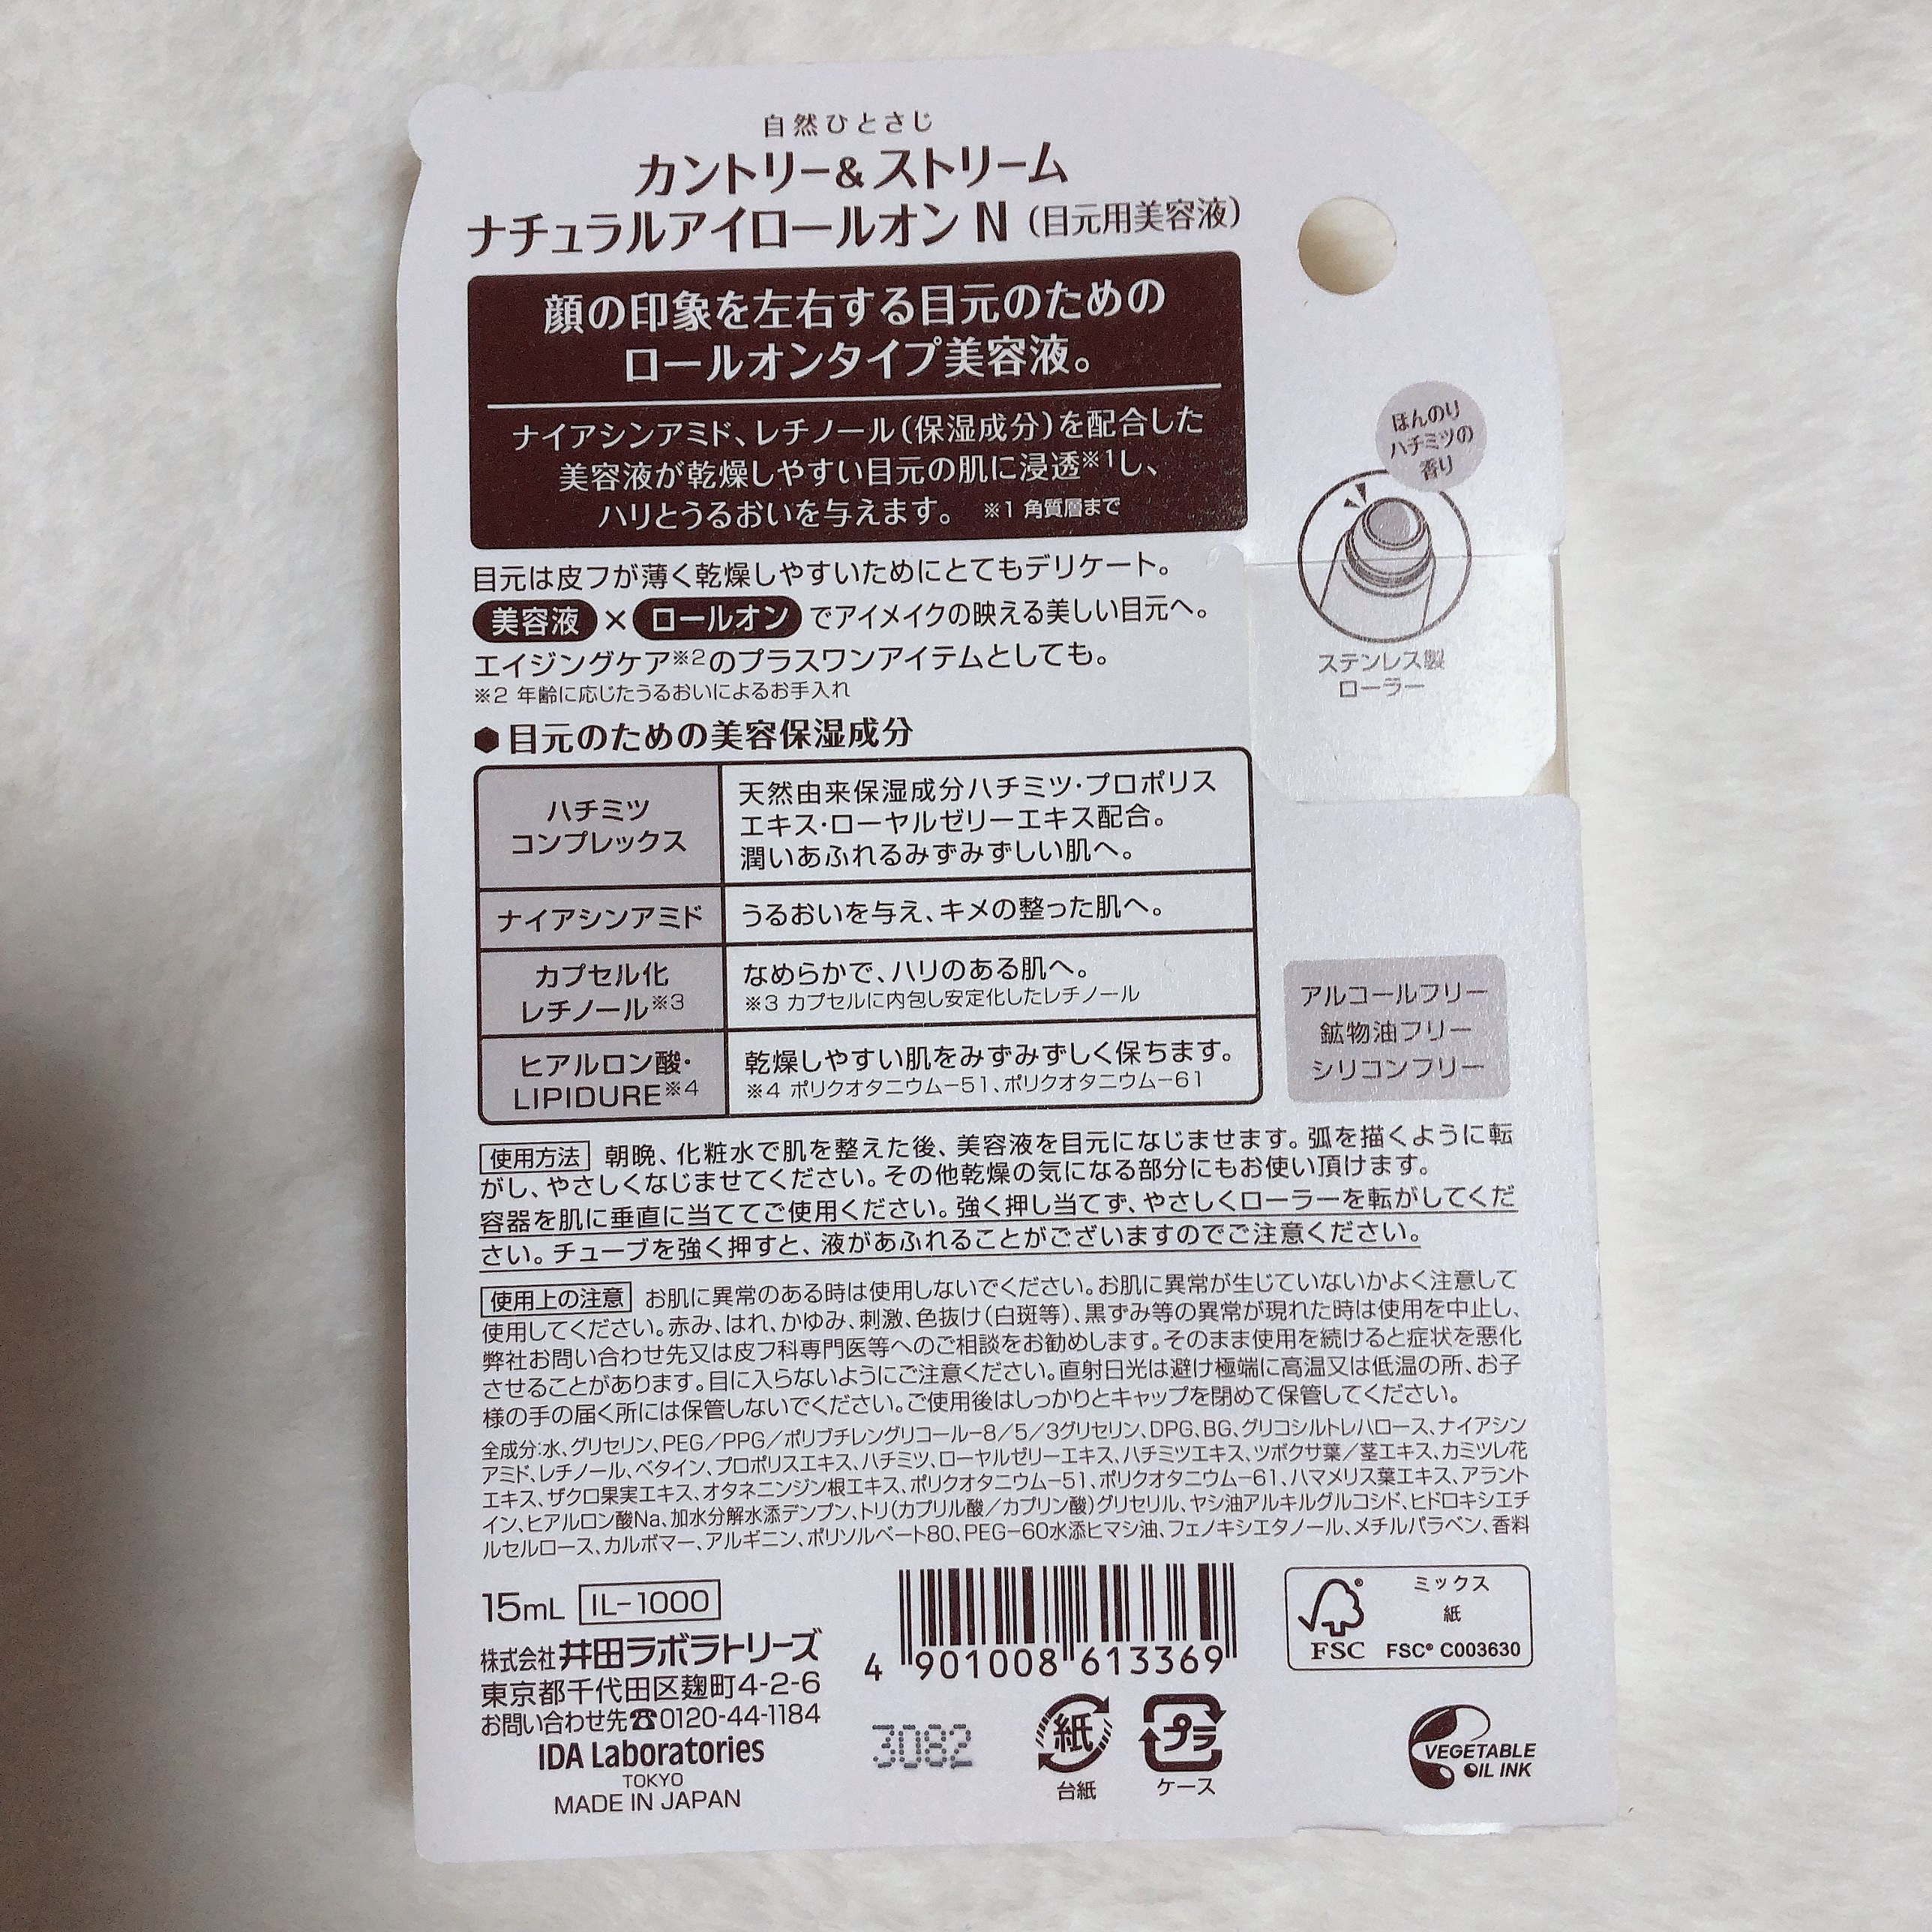 自然ひとさじ
カントリー&ストリーム
ナチュラルアイロールオン N（目元用美容液）
顔の印象を左右する目元のための
ロールオンタイプ美容液。
ナイアシンアミド、レチノール（保湿成分）を配合した
美容液が乾燥しやすい目元の肌に浸透※1し、
ハリとうるおいを与えます。 ※1 角質層まで
ほんのり
ハチミツの
香り
ステンレス製
ローラー
目元は皮フが薄く乾燥しやすいためにとてもデリケート。
美容液×ロールオンでアイメイクの映える美しい目元へ。
エイジングケア※2のプラスワンアイテムとしても。
※2 年齢に応じたうるおいによるお手入れ
⬢目元のための美容保湿成分
ハチミツ
コンプレックス
天然由来保湿成分ハチミツ・プロポリス
エキス・ローヤルゼリーエキス配合。
潤いあふれるみずみずしい肌へ。
ナイアシンアミド
うるおいを与え、キメの整った肌へ。
カプセル化
レチノール※3
なめらかで、ハリのある肌へ。
※3 カプセルに内包し安定化したレチノール
ヒアルロン酸・
LIPIDURE※4
乾燥しやすい肌をみずみずしく保ちます。
※4 ポリクオタニウム−51、ポリクオタニウム−61
アルコールフリー
鉱物油フリー
シリコンフリー
使用方法 朝晩、化粧水で肌を整えた後、美容液を目元になじませます。弧を描くように転
がし、やさしくなじませてください。その他乾燥の気になる部分にもお使い頂けます。
容器を肌に垂直に当ててご使用ください。強く押し当てず、やさしくローラーを転がしてくだ
さい。チューブを強く押すと、液があふれることがございますのでご注意ください。
使用上の注意 お肌に異常のある時は使用しないでください。お肌に異常が生じていないかよく注意して
使用してください。赤み、はれ、かゆみ、刺激、色抜け（白斑等）、黒ずみ等の異常が現れた時は使用を中止し、
弊社お問い合わせ先又は皮フ科専門医等へのご相談をお勧めします。そのまま使用を続けると症状を悪化
させることがあります。目に入らないようにご注意ください。直射日光は避け極端に高温又は低温の所、お子
様の手の届く所には保管しないでください。ご使用後はしっかりとキャップを閉めて保管してください。
全成分:水、グリセリン、PEG／PPG／ポリブチレングリコール−8／5／3グリセリン、DPG、BG、グリコシルトレハロース、ナイアシン
アミド、レチノール、ベタイン、プロポリスエキス、ハチミツ、ローヤルゼリーエキス、ハチミツエキス、ツボクサ葉／茎エキス、カミツレ花
エキス、ザクロ果実エキス、オタネニンジン根エキス、ポリクオタニウム−51、ポリクオタニウム−61、ハマメリス葉エキス、アラント
イン、ヒアルロン酸Na、加水分解水添デンプン、トリ（カプリル酸／カプリン酸）グリセリル、ヤシ油アルキルグルコシド、ヒドロキシエチ
ルセルロース、カルボマー、アルギニン、ポリソルベート80、PEG−60水添ヒマシ油、フェノキシエタノール、メチルパラベン、香料
15mL IL-1000
株式会社 井田ラボラトリーズ
東京都千代田区麹町4-2-6
お問い合わせ先☎0120-44-1184
IDA Laboratories
TOKYO
MADE IN JAPAN
4 901008 613369
3082
紙
台紙
プラ
ケース
FSC
ミックス
紙
FSC® C003630
VEGETABLE
OIL INK